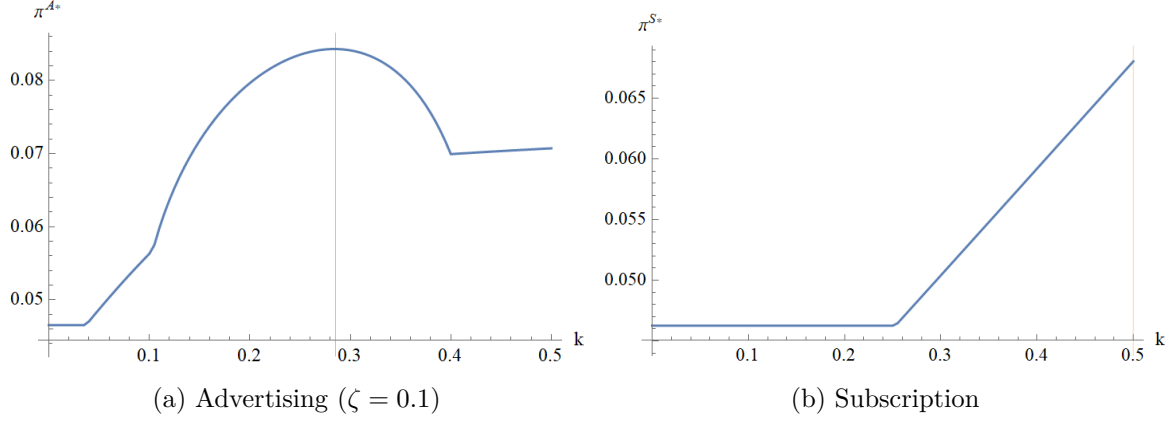 π^{A*}
0.08
0.07
0.06
0.05
0.1 0.2 0.3 0.4 0.5 k
(a) Advertising (ζ = 0.1)
π^{S*}
0.065
0.060
0.055
0.050
0.1 0.2 0.3 0.4 0.5 k
(b) Subscription